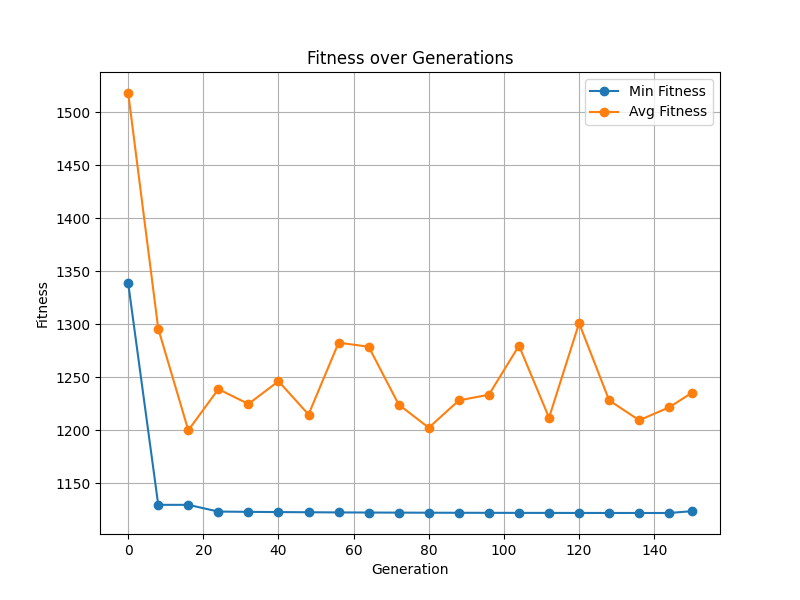 Fitness over Generations
Min Fitness
Avg Fitness
1500
1450
1400
1350
1300
1250
1200
1150
Fitness
0 20 40 60 80 100 120 140
Generation